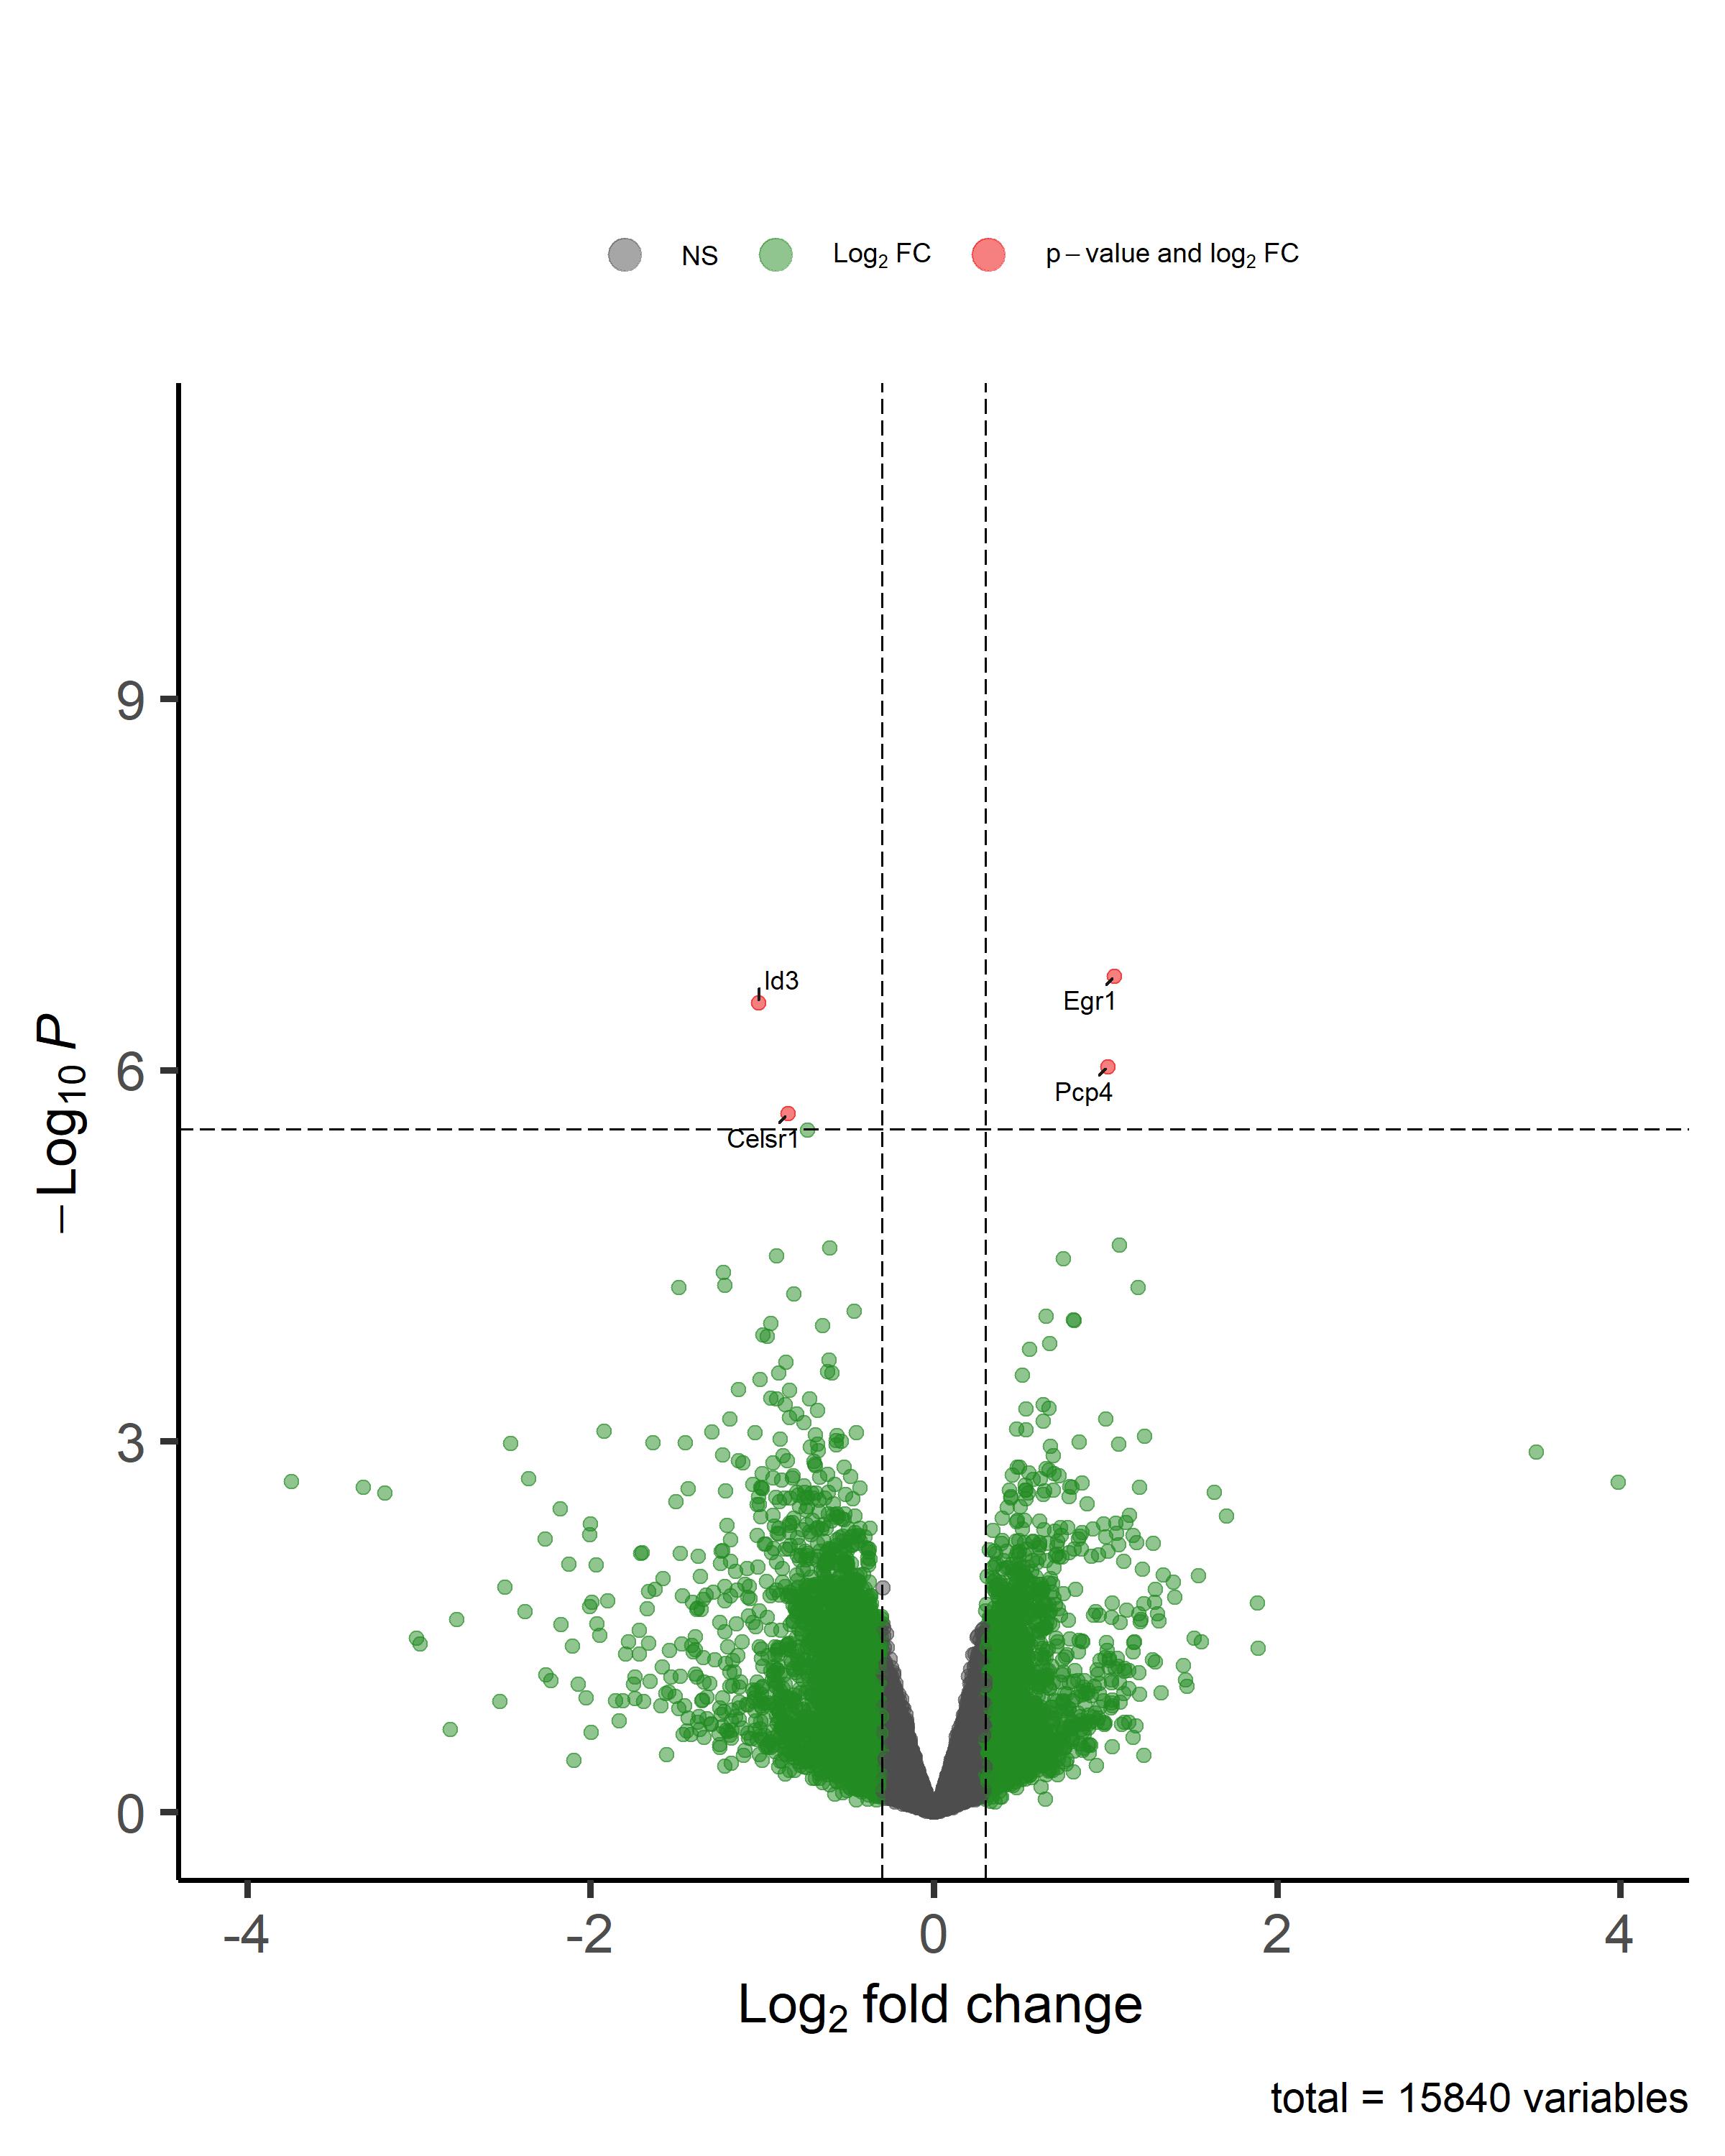 NS Log₂ FC p – value and log₂ FC
9
6
3
0
– Log₁₀ P
Id3
Egr1
Pcp4
Celsr1
-4 -2 0 2 4
Log₂ fold change
total = 15840 variables